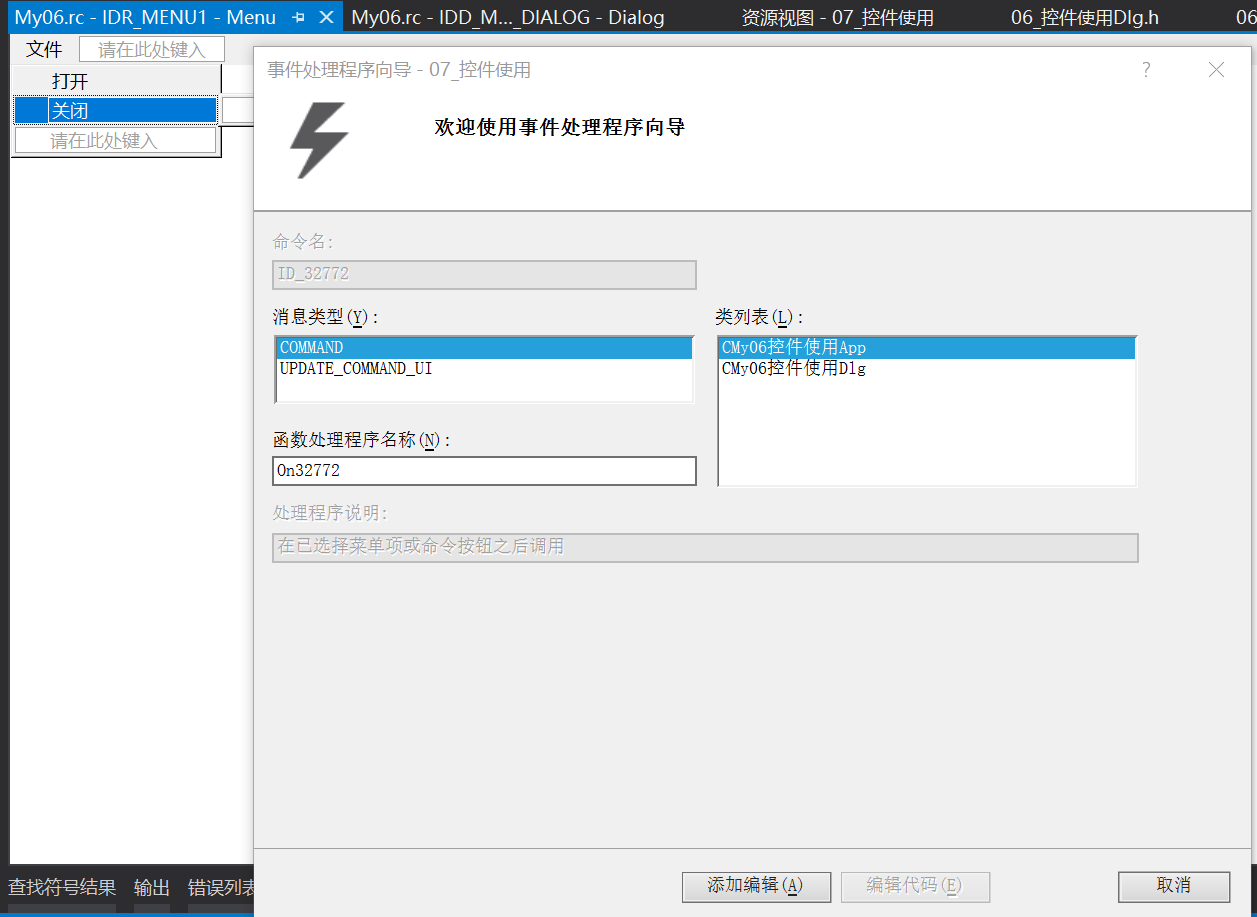 My06.rc - IDR_MENU1 - Menu My06.rc - IDD_M..._DIALOG - Dialog 资源视图 - 07_控件使用 06_控件使用Dlg.h 06
文件 请在此处键入
打开
关闭
请在此处键入
事件处理程序向导 - 07_控件使用
欢迎使用事件处理程序向导
命令名:
ID_32772
消息类型(Y): 类列表(L):
COMMAND CMy06控件使用App
UPDATE_COMMAND_UI CMy06控件使用Dlg
函数处理程序名称(N):
On32772
处理程序说明:
在已选择菜单项或命令按钮之后调用
添加编辑(A) 编辑代码(E) 取消
查找符号结果 输出 错误列表